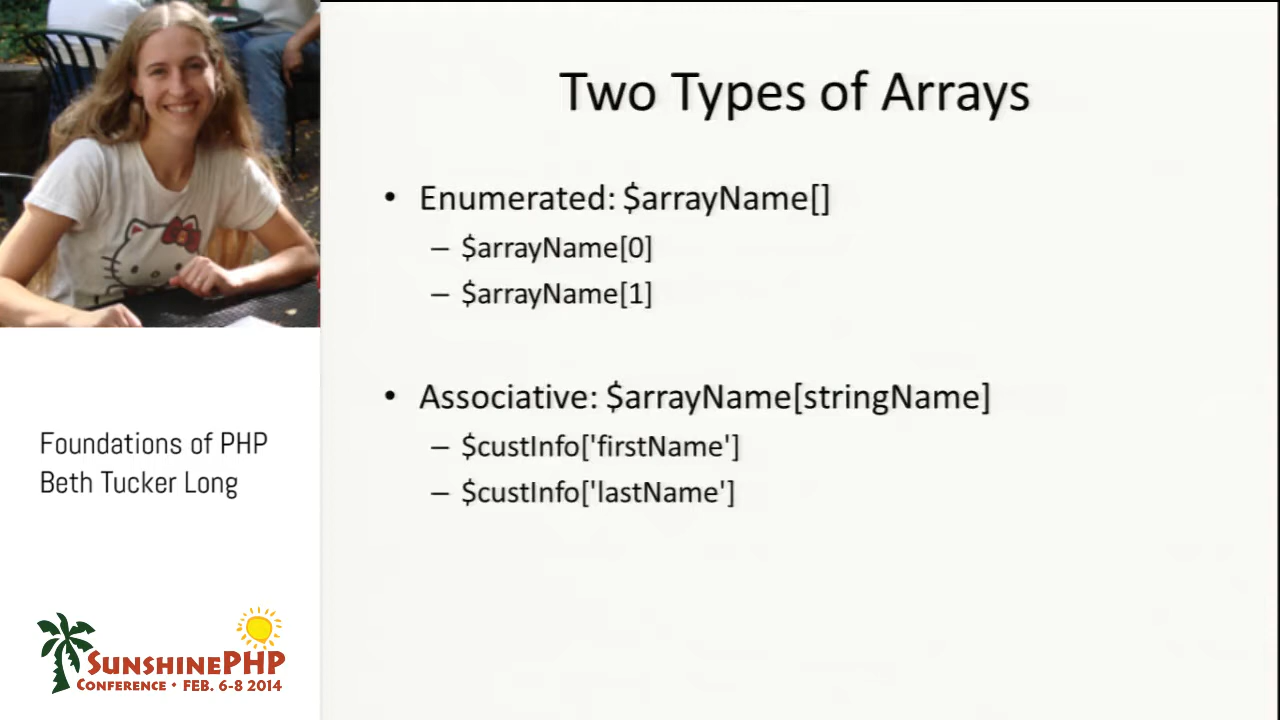 Two Types of Arrays
• Enumerated: $arrayName[]
– $arrayName[0]
– $arrayName[1]
• Associative: $arrayName[stringName]
– $custInfo['firstName']
– $custInfo['lastName']
Foundations of PHP
Beth Tucker Long
SUNSHINEPHP
CONFERENCE • FEB. 6-8 2014